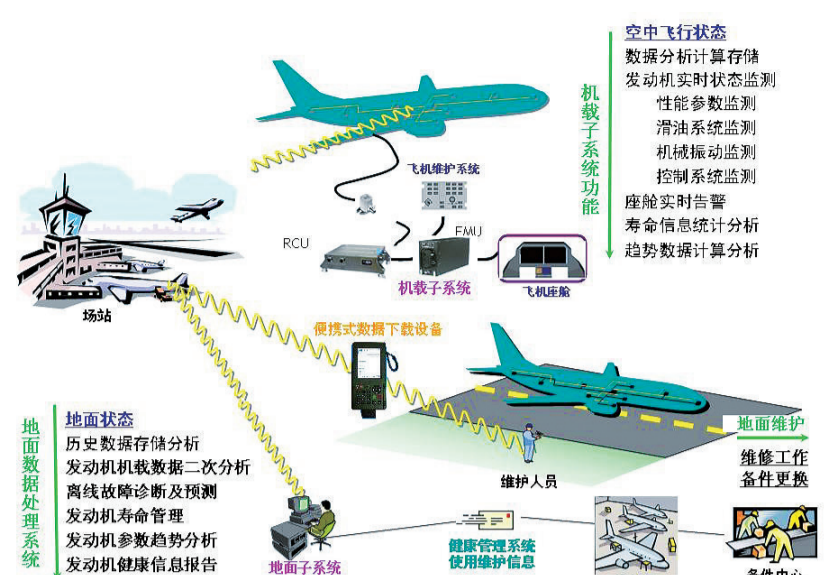 空中飞行状态
数据分析计算存储
发动机实时状态监测
性能参数监测
滑油系统监测
机械振动监测
控制系统监测
座舱实时告警
寿命信息统计分析
趋势数据计算分析
机载子系统功能
飞机维护系统
RCU
EMU
机载子系统
飞机座舱
场站
便携式数据下载设备
地面维护
维修工作
备件更换
维护人员
地面数据处理系统
地面状态
历史数据存储分析
发动机机载数据二次分析
离线故障诊断及预测
发动机寿命管理
发动机参数趋势分析
发动机健康信息报告
地面子系统
健康管理系统
使用维护信息
备件中心